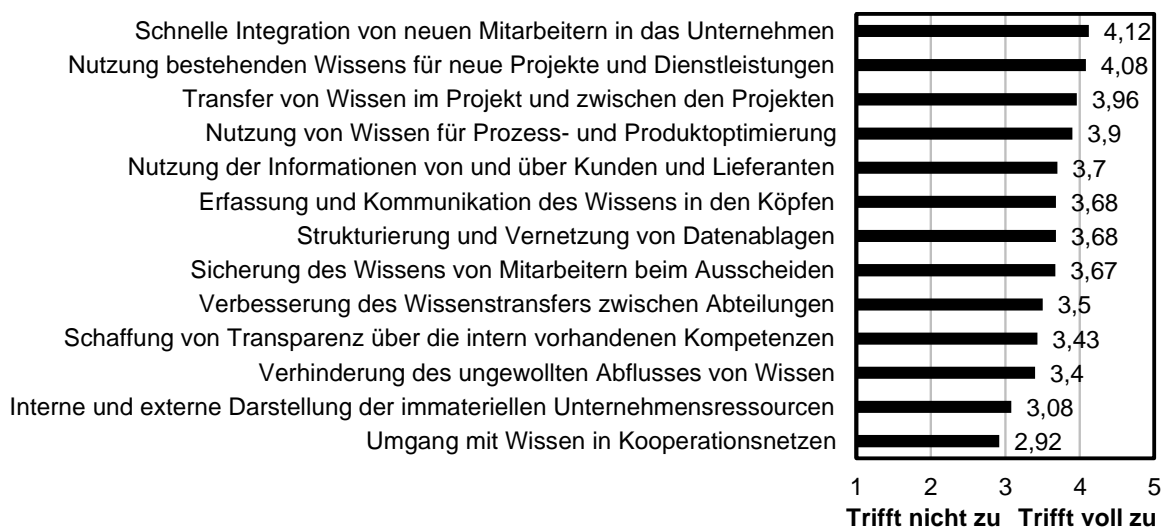 Schnelle Integration von neuen Mitarbeitern in das Unternehmen 4,12
Nutzung bestehenden Wissens für neue Projekte und Dienstleistungen 4,08
Transfer von Wissen im Projekt und zwischen den Projekten 3,96
Nutzung von Wissen für Prozess- und Produktoptimierung 3,9
Nutzung der Informationen von und über Kunden und Lieferanten 3,7
Erfassung und Kommunikation des Wissens in den Köpfen 3,68
Strukturierung und Vernetzung von Datenablagen 3,68
Sicherung des Wissens von Mitarbeitern beim Ausscheiden 3,67
Verbesserung des Wissenstransfers zwischen Abteilungen 3,5
Schaffung von Transparenz über die intern vorhandenen Kompetenzen 3,43
Verhinderung des ungewollten Abflusses von Wissen 3,4
Interne und externe Darstellung der immateriellen Unternehmensressourcen 3,08
Umgang mit Wissen in Kooperationsnetzen 2,92
1 2 3 4 5
Trifft nicht zu Trifft voll zu